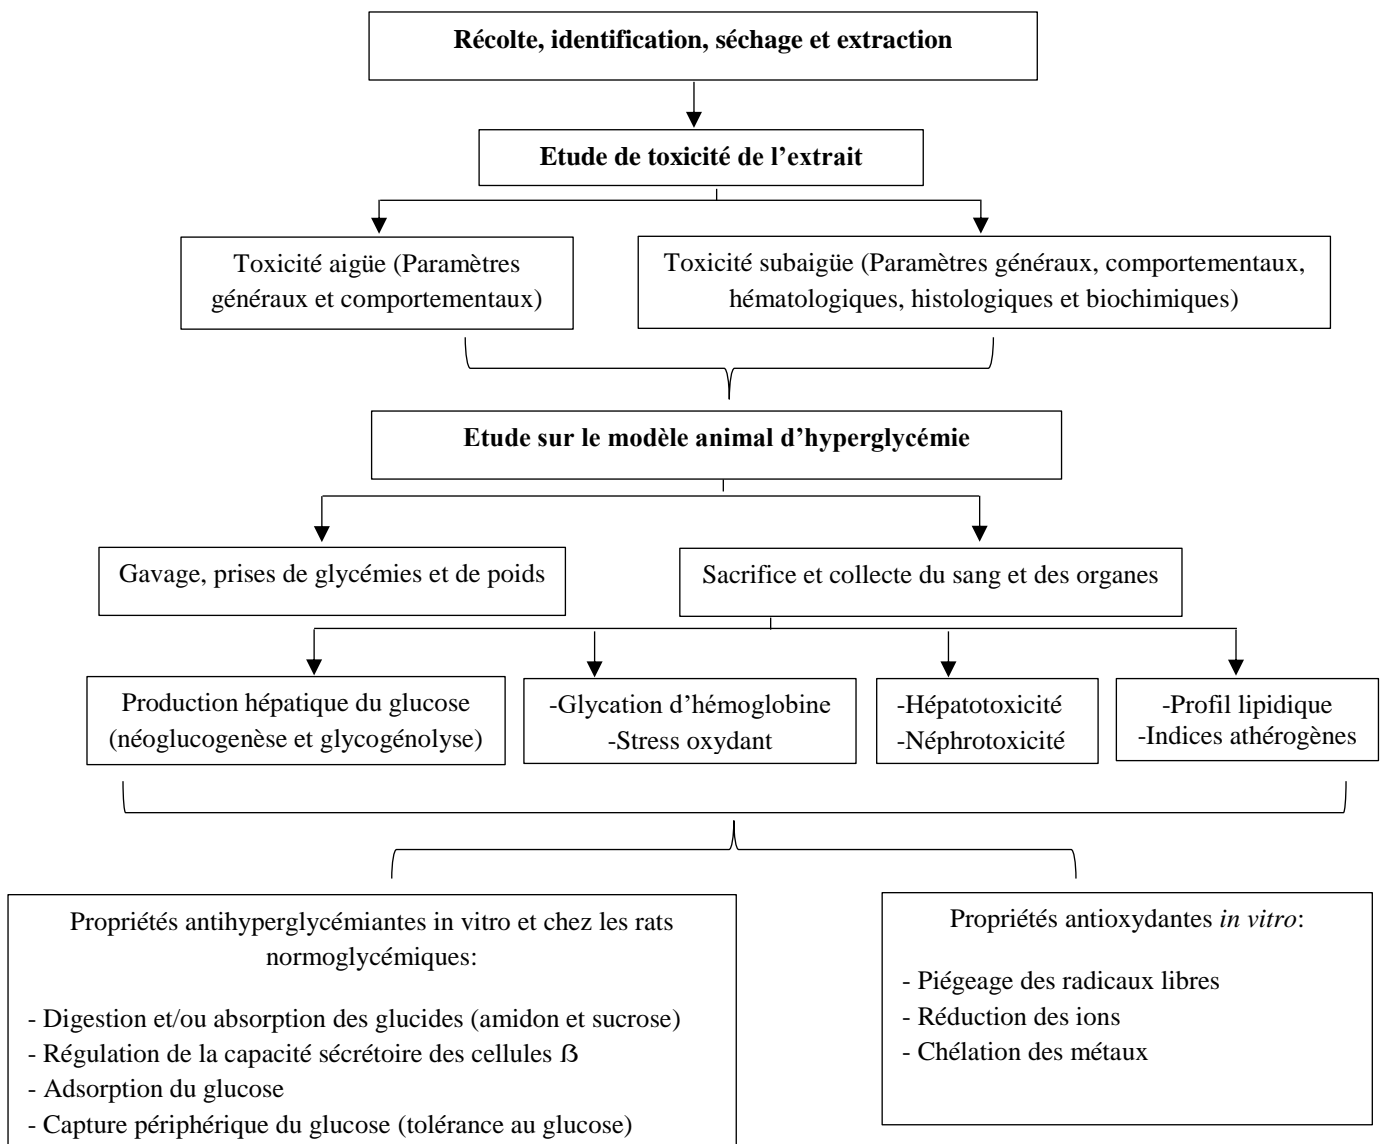 Récolte, identification, séchage et extraction
Etude de toxicité de l’extrait
Toxicité aigüe (Paramètres
généraux et comportementaux)
Toxicité subaigüe (Paramètres généraux, comportementaux,
hématologiques, histologiques et biochimiques)
Etude sur le modèle animal d’hyperglycémie
Gavage, prises de glycémies et de poids
Sacrifice et collecte du sang et des organes
Production hépatique du glucose
(néoglucogenèse et glycogénolyse)
-Glycation d’hémoglobine
-Stress oxydant
-Hépatotoxicité
-Néphrotoxicité
-Profil lipidique
-Indices athérogènes
Propriétés antihyperglycémiantes in vitro et chez les rats
normoglycémiques:
- Digestion et/ou absorption des glucides (amidon et sucrose)
- Régulation de la capacité sécrétoire des cellules ß
- Adsorption du glucose
- Capture périphérique du glucose (tolérance au glucose)
Propriétés antioxydantes in vitro:
- Piégeage des radicaux libres
- Réduction des ions
- Chélation des métaux